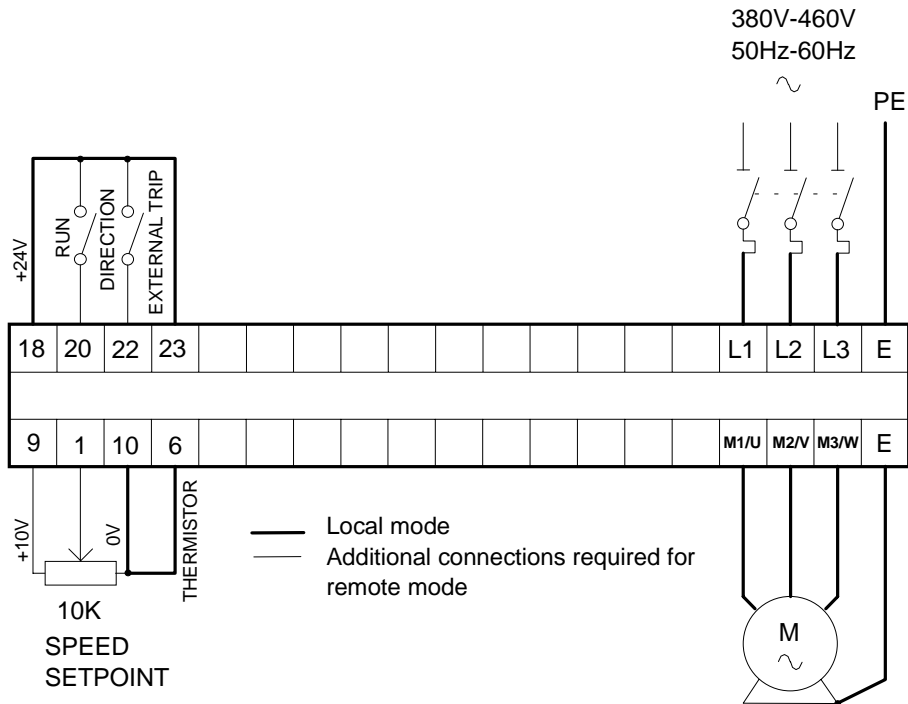 380V-460V
50Hz-60Hz
PE
+24V
RUN
DIRECTION
EXTERNAL TRIP
18 20 22 23 L1 L2 L3 E
9 1 10 6 M1/U M2/V M3/W E
+10V
0V
THERMISTOR
10K
SPEED
SETPOINT
Local mode
Additional connections required for
remote mode
M